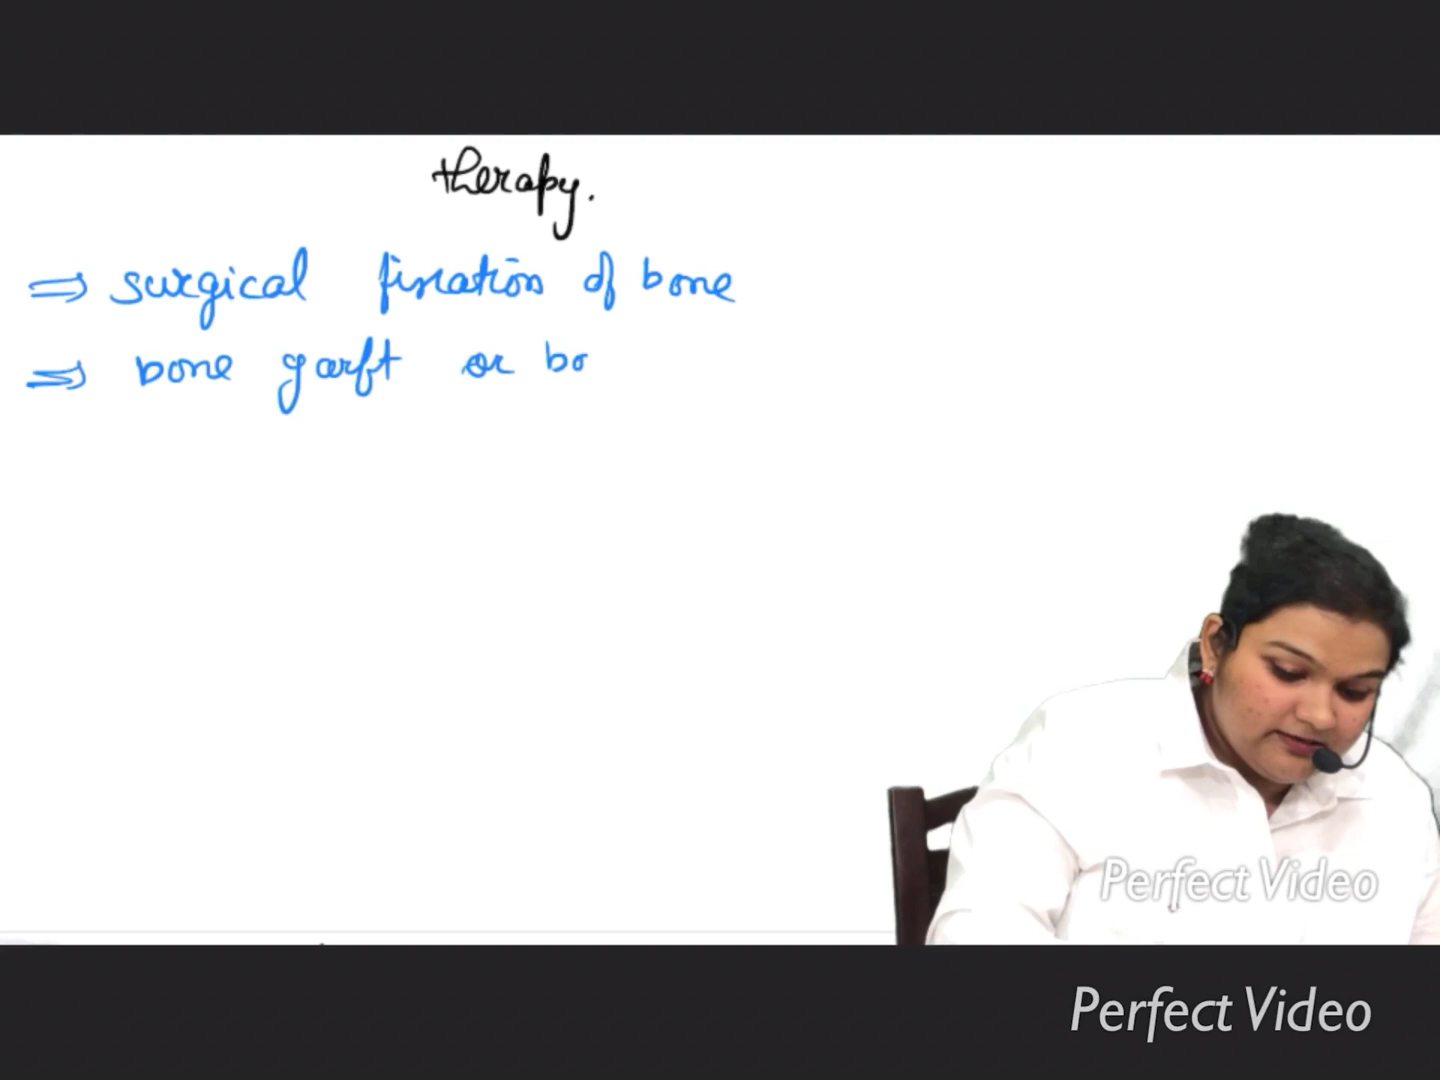 therapy.
⇒ surgical fixation of bone
⇒ bone garft or bo
Perfect Video
Perfect Video